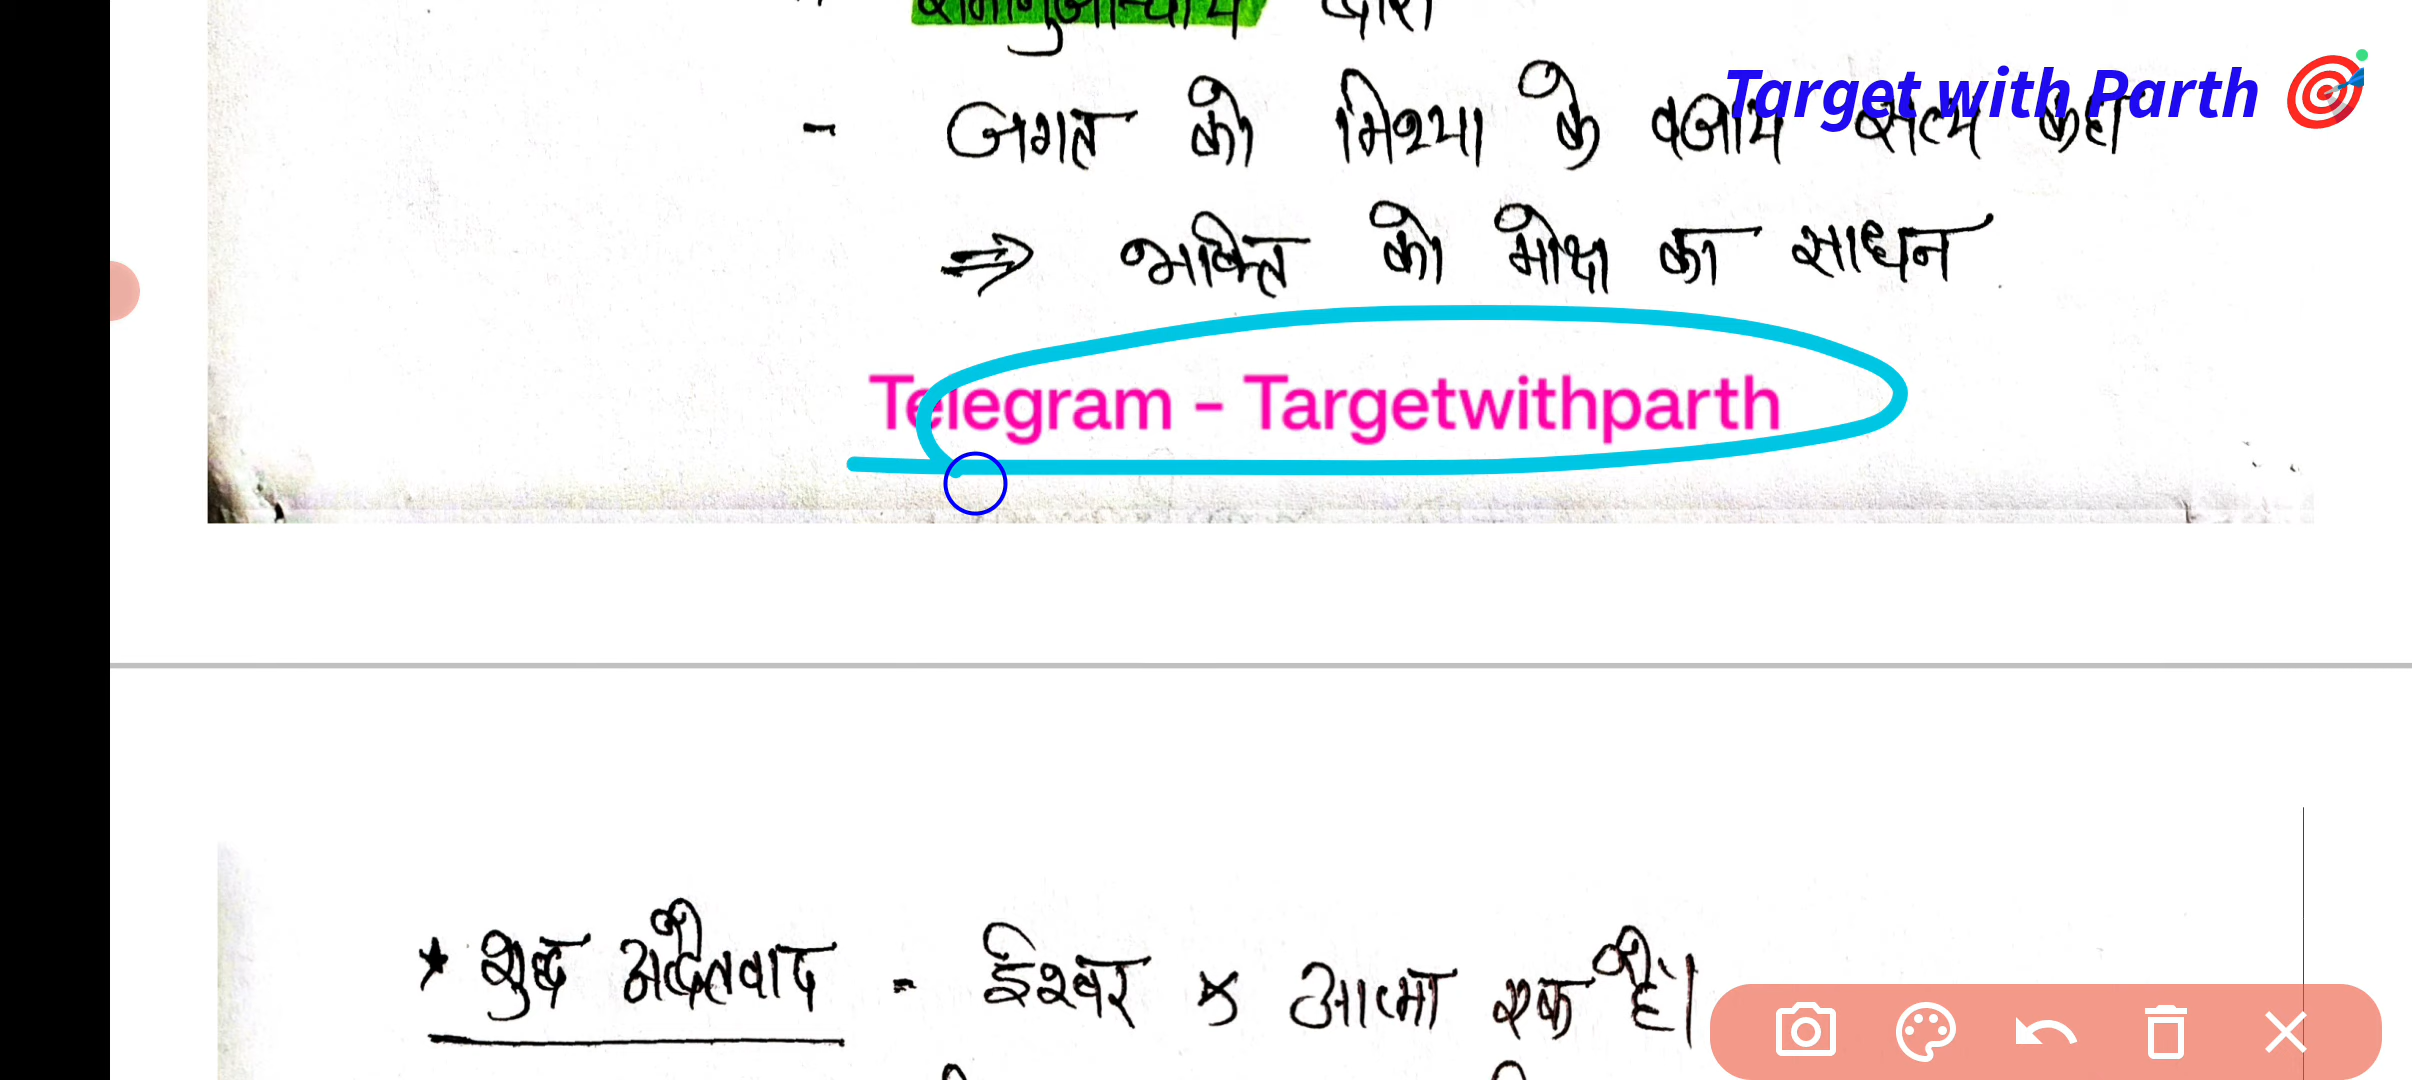 रामानुजाचार्य द्वारा
Target with Parth
- जगत को मिथ्या के बजाय सत्य कहा
⇒ भक्ति को मोक्ष का साधन
Telegram - Targetwithparth
* शुद्ध अद्वैतवाद - ईश्वर & आत्मा एक हैं।